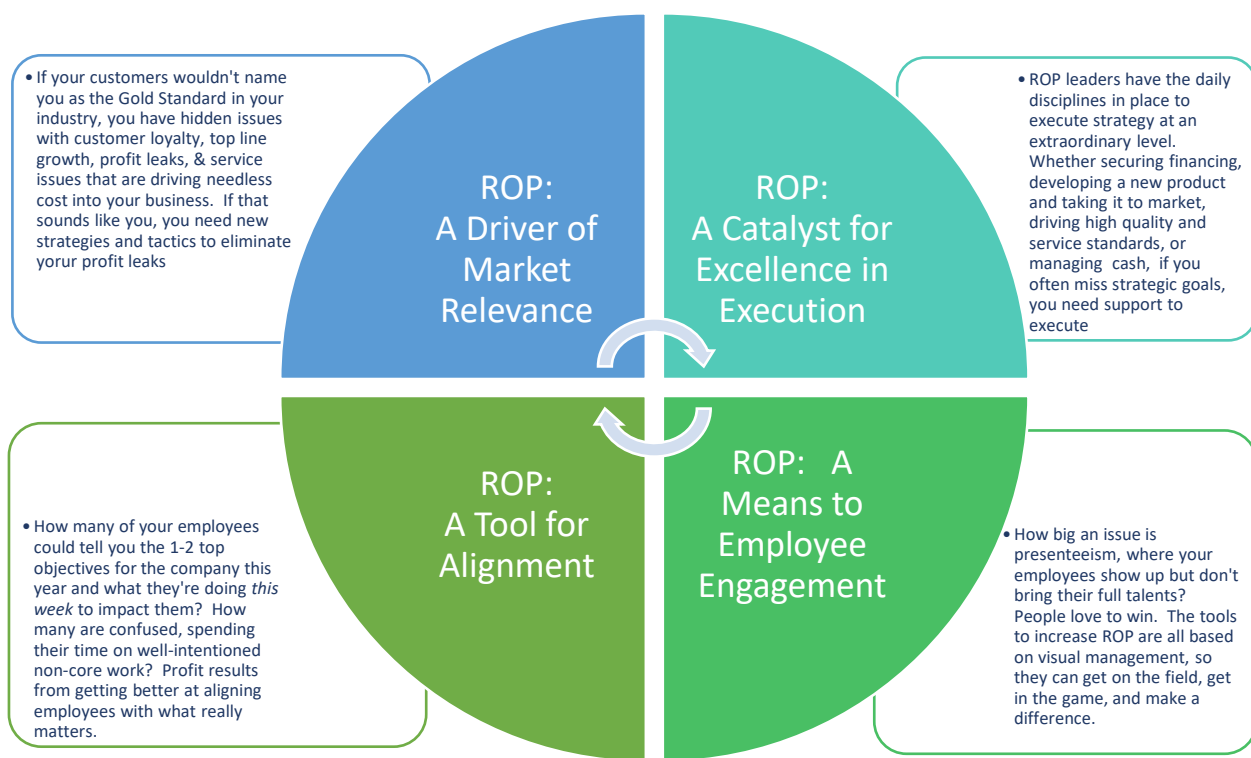 • If your customers wouldn't name
you as the Gold Standard in your
industry, you have hidden issues
with customer loyalty, top line
growth, profit leaks, & service
issues that are driving needless
cost into your business.  If that
sounds like you, you need new
strategies and tactics to eliminate
yorur profit leaks
ROP:
A Driver of
Market
Relevance
ROP:
A Catalyst for
Excellence in
Execution
• ROP leaders have the daily
disciplines in place to
execute strategy at an
extraordinary level.
Whether securing financing,
developing a new product
and taking it to market,
driving high quality and
service standards, or
managing  cash,  if you
often miss strategic goals,
you need support to
execute
• How many of your employees
could tell you the 1-2 top
objectives for the company this
year and what they're doing this
week to impact them?  How
many are confused, spending
their time on well-intentioned
non-core work?  Profit results
from getting better at aligning
employees with what really
matters.
ROP:
A Tool for
Alignment
ROP:   A
Means to
Employee
Engagement
• How big an issue is
presenteeism, where your
employees show up but don't
bring their full talents?
People love to win.  The tools
to increase ROP are all based
on visual management, so
they can get on the field, get
in the game, and make a
difference.